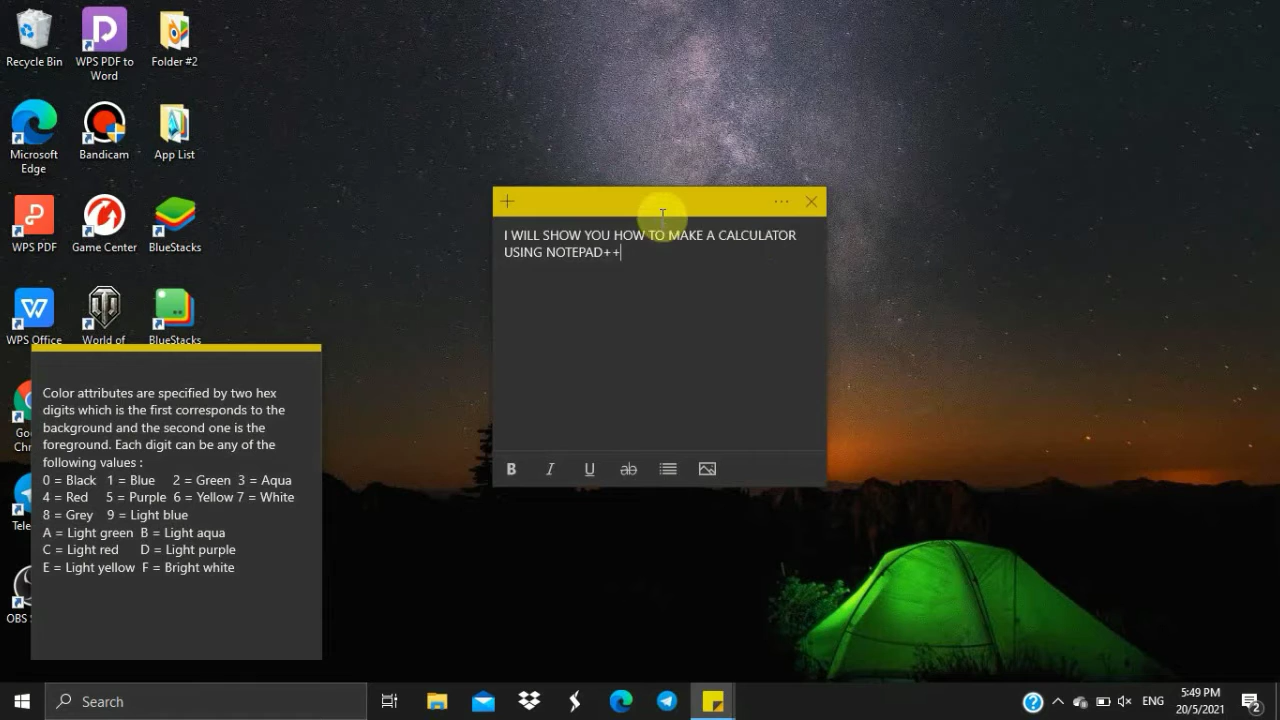 Recycle Bin
WPS PDF to
Word
Folder #2
Microsoft
Edge
Bandicam
App List
WPS PDF
Game Center
BlueStacks
WPS Office
World of
BlueStacks
I WILL SHOW YOU HOW TO MAKE A CALCULATOR
USING NOTEPAD++
B I U ab
Color attributes are specified by two hex
digits which is the first corresponds to the
background and the second one is the
foreground. Each digit can be any of the
following values :
0 = Black 1 = Blue 2 = Green 3 = Aqua
4 = Red 5 = Purple 6 = Yellow 7 = White
8 = Grey 9 = Light blue
A = Light green B = Light aqua
C = Light red D = Light purple
E = Light yellow F = Bright white
Goo
Chr
Tele
OBS S
Search
ENG
5:49 PM
20/5/2021
2